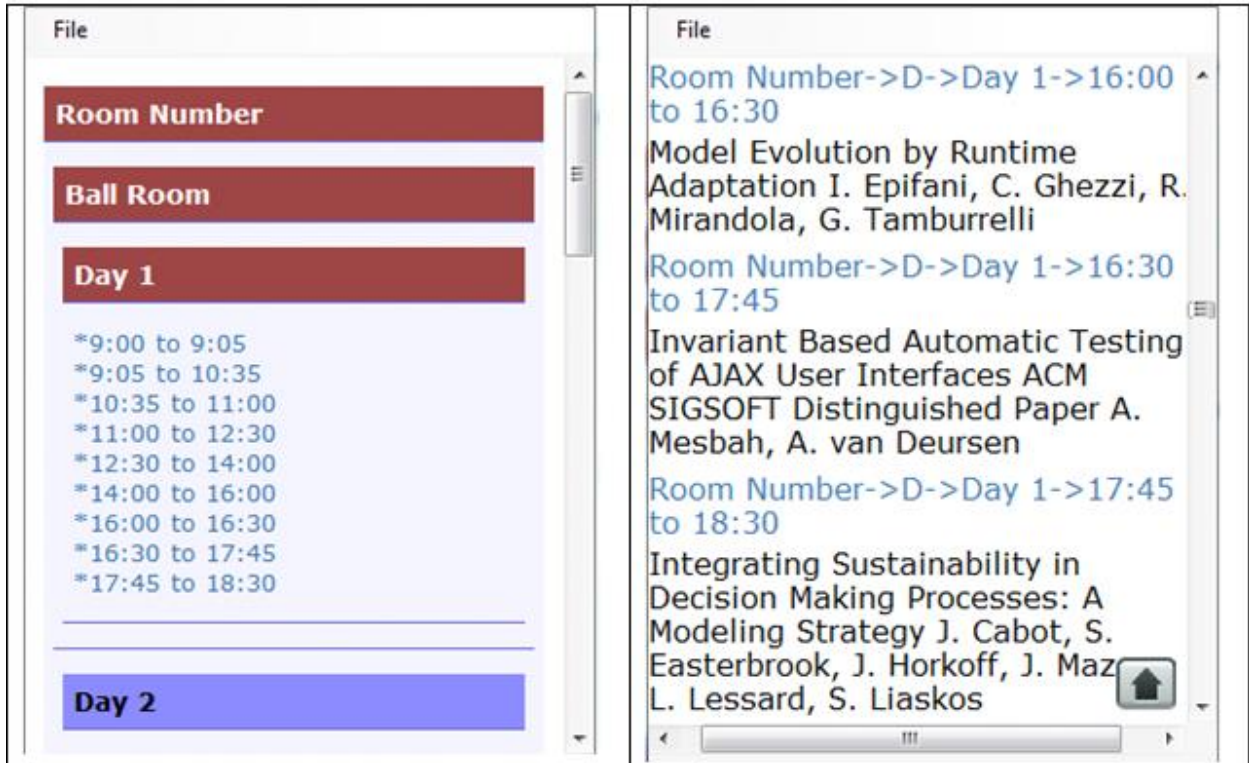 File
Room Number
Ball Room
Day 1
*9:00 to 9:05
*9:05 to 10:35
*10:35 to 11:00
*11:00 to 12:30
*12:30 to 14:00
*14:00 to 16:00
*16:00 to 16:30
*16:30 to 17:45
*17:45 to 18:30
Day 2
File
Room Number->D->Day 1->16:00
to 16:30
Model Evolution by Runtime
Adaptation I. Epifani, C. Ghezzi, R.
Mirandola, G. Tamburrelli
Room Number->D->Day 1->16:30
to 17:45
Invariant Based Automatic Testing
of AJAX User Interfaces ACM
SIGSOFT Distinguished Paper A.
Mesbah, A. van Deursen
Room Number->D->Day 1->17:45
to 18:30
Integrating Sustainability in
Decision Making Processes: A
Modeling Strategy J. Cabot, S.
Easterbrook, J. Horkoff, J. Maz
L. Lessard, S. Liaskos